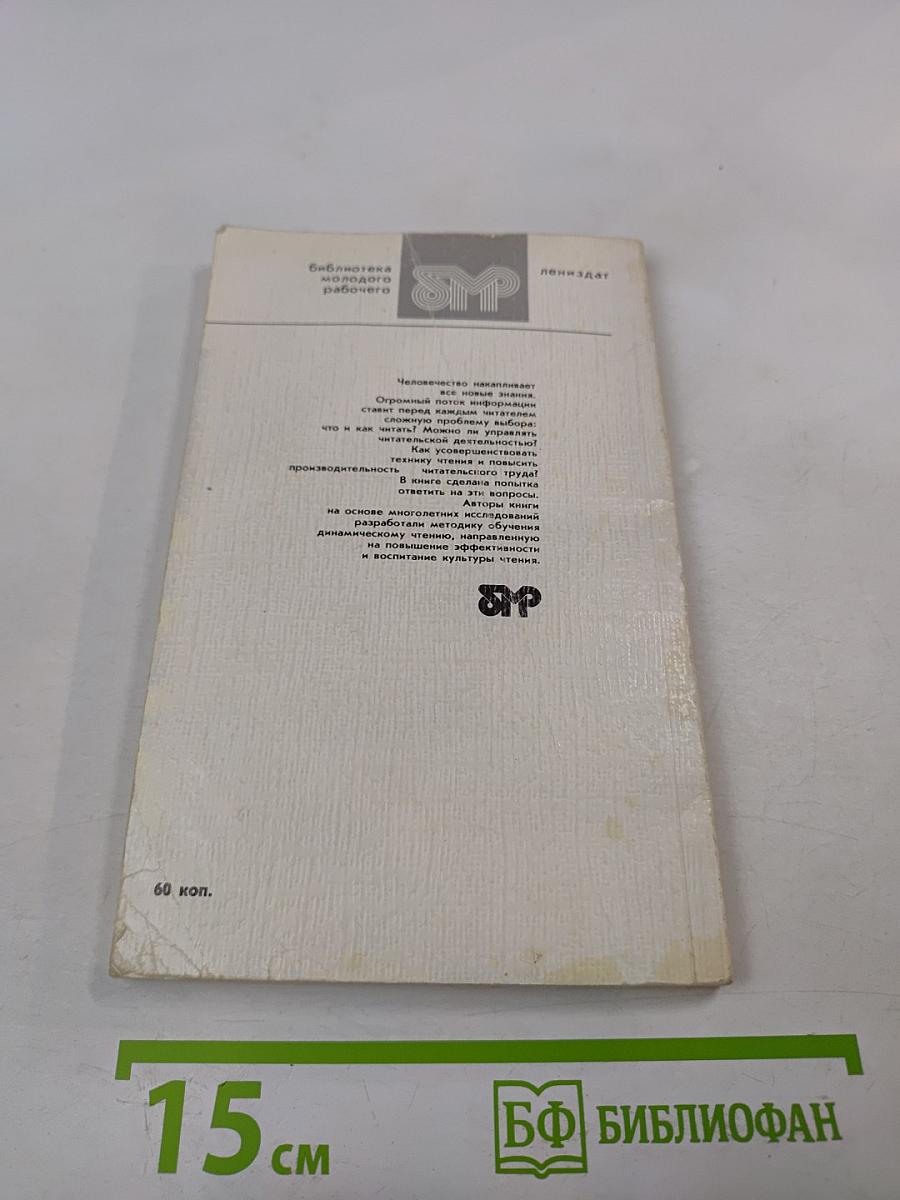 библиотека
молодого
рабочего
БМР
лениздат
Человечество накапливает
все новые знания.
Огромный поток информации
ставит перед каждым читателем
сложную проблему выбора:
что и как читать? Можно ли управлять
читательской деятельностью?
Как усовершенствовать
технику чтения и повысить
производительность читательского труда?
В книге сделана попытка
ответить на эти вопросы.
Авторы книги
на основе многолетних исследований
разработали методику обучения
динамическому чтению, направленную
на повышение эффективности
и воспитание культуры чтения.
БМР
60 коп.
15 см
БФ БИБЛИОФАН